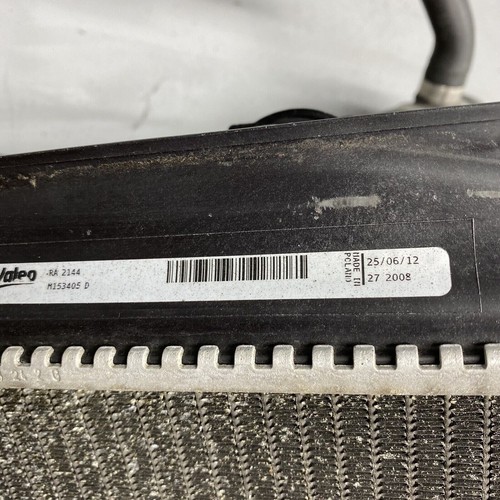 Valeo
RA 2144
M153405 D
MADE IN
POLAND
25/06/12
27 2008